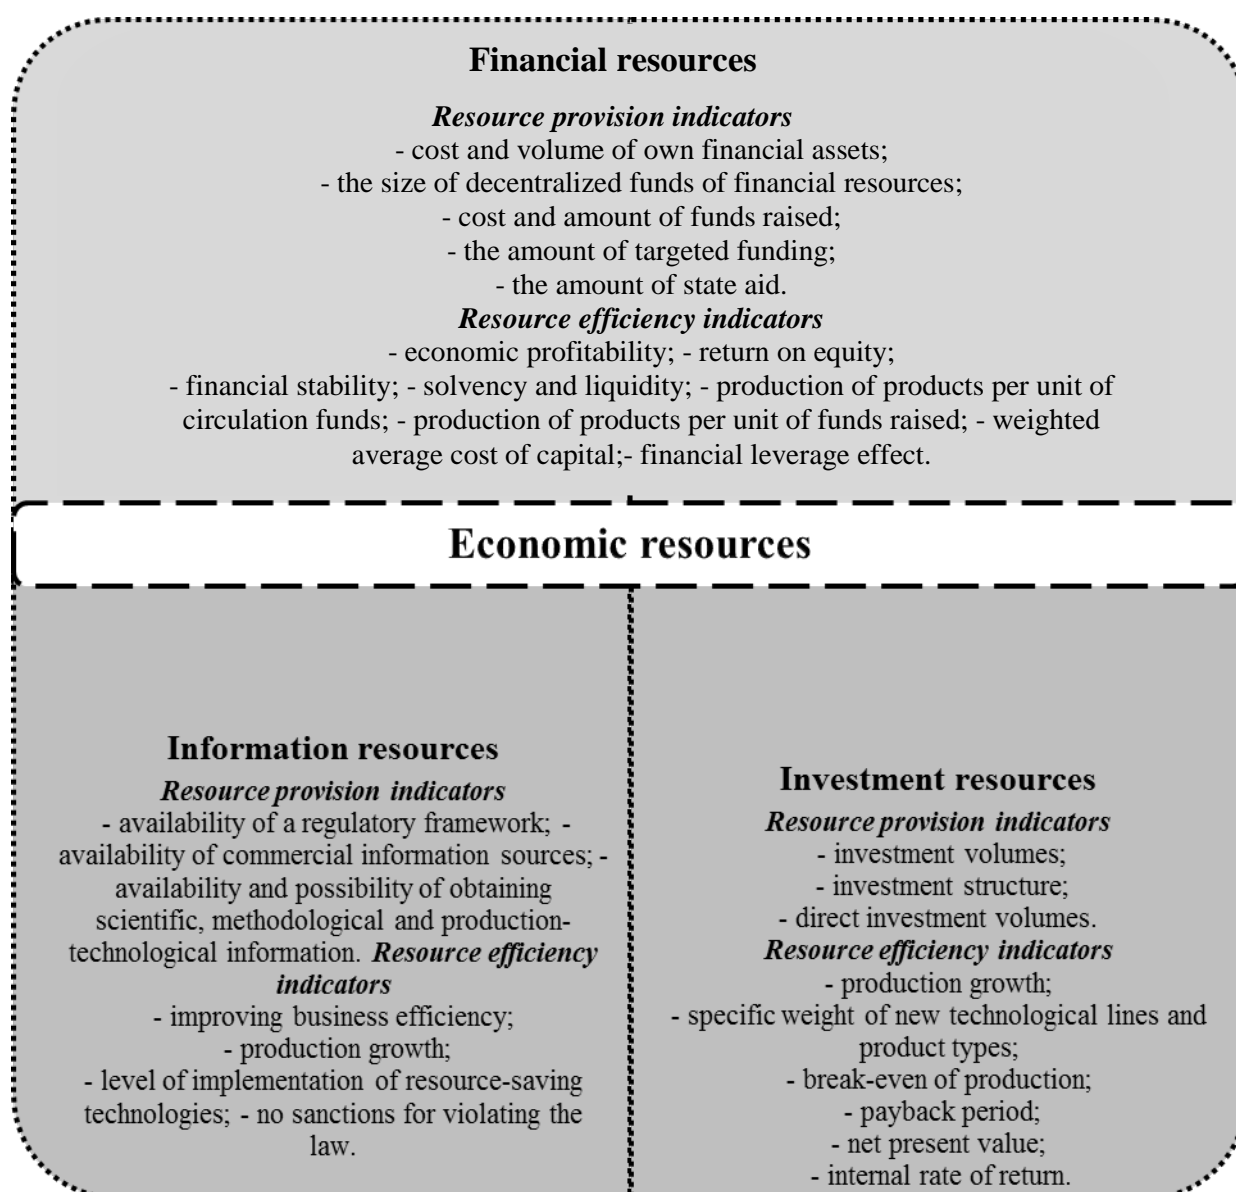 Financial resources
Resource provision indicators
- cost and volume of own financial assets;
- the size of decentralized funds of financial resources;
- cost and amount of funds raised;
- the amount of targeted funding;
- the amount of state aid.
Resource efficiency indicators
- economic profitability; - return on equity;
- financial stability; - solvency and liquidity; - production of products per unit of
circulation funds; - production of products per unit of funds raised; - weighted
average cost of capital;- financial leverage effect.
Economic resources
Information resources
Resource provision indicators
- availability of a regulatory framework; -
availability of commercial information sources; -
availability and possibility of obtaining
scientific, methodological and production-
technological information. Resource efficiency
indicators
- improving business efficiency;
- production growth;
- level of implementation of resource-saving
technologies; - no sanctions for violating the
law.
Investment resources
Resource provision indicators
- investment volumes;
- investment structure;
- direct investment volumes.
Resource efficiency indicators
- production growth;
- specific weight of new technological lines and
product types;
- break-even of production;
- payback period;
- net present value;
- internal rate of return.